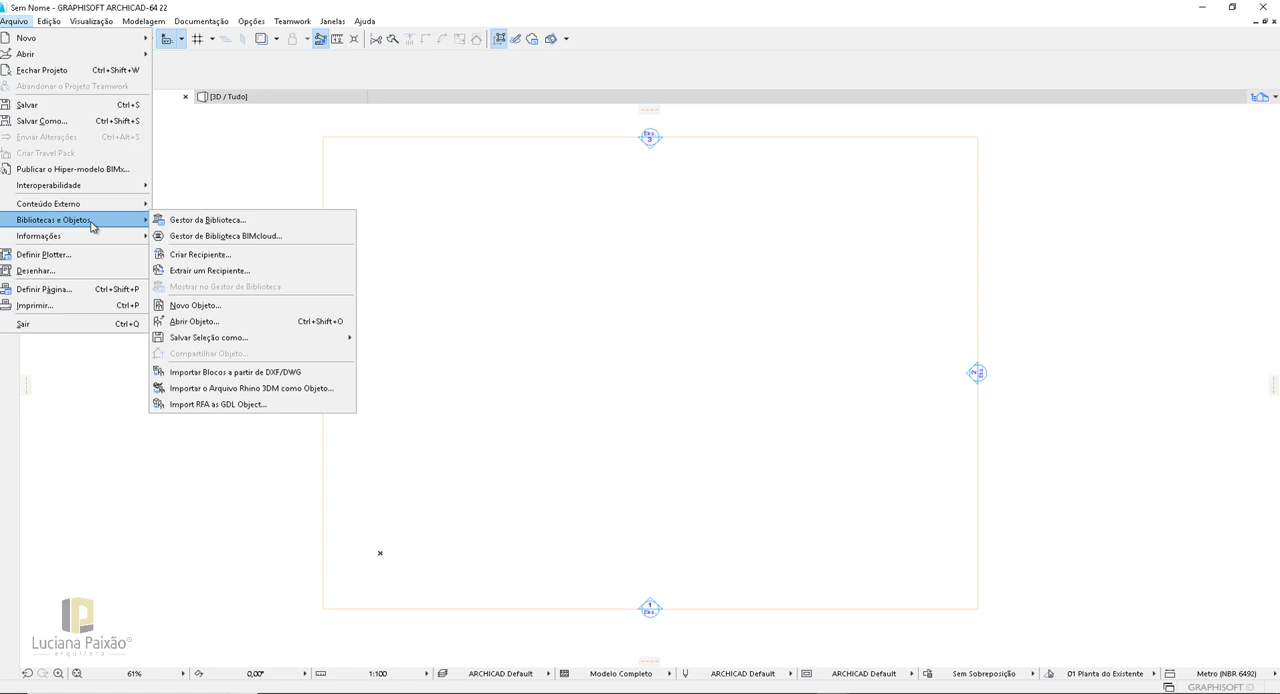 Sem Nome - GRAPHISOFT ARCHICAD-64 22
Arquivo Edição Visualização Modelagem Documentação Opções Teamwork Janelas Ajuda
Novo
Abrir
Fechar Projeto Ctrl+Shift+W
Abandonar o Projeto Teamwork
Salvar Ctrl+S
Salvar Como... Ctrl+Shift+S
Enviar Alterações Ctrl+Alt+S
Criar Travel Pack
Publicar o Hiper-modelo BIMx...
Interoperabilidade
Conteúdo Externo
Bibliotecas e Objetos
Informações
Definir Plotter...
Desenhar...
Definir Página... Ctrl+Shift+P
Imprimir... Ctrl+P
Sair Ctrl+Q
Gestor da Biblioteca...
Gestor de Biblioteca BIMcloud...
Criar Recipiente...
Extrair um Recipiente...
Mostrar no Gestor de Biblioteca
Novo Objeto...
Abrir Objeto... Ctrl+Shift+O
Salvar Seleção como...
Compartilhar Objeto...
Importar Blocos a partir de DXF/DWG
Importar o Arquivo Rhino 3DM como Objeto...
Import RFA as GDL Object...
[3D / Tudo]
Eks.
3
2
Eks.
1
Eks.
Luciana Paixão®
arquiteta
61% 0,00° 1:100 ARCHICAD Default Modelo Completo ARCHICAD Default ARCHICAD Default Sem Sobreposição 01 Planta do Existente Metro (NBR 6492)
GRAPHISOFT ID